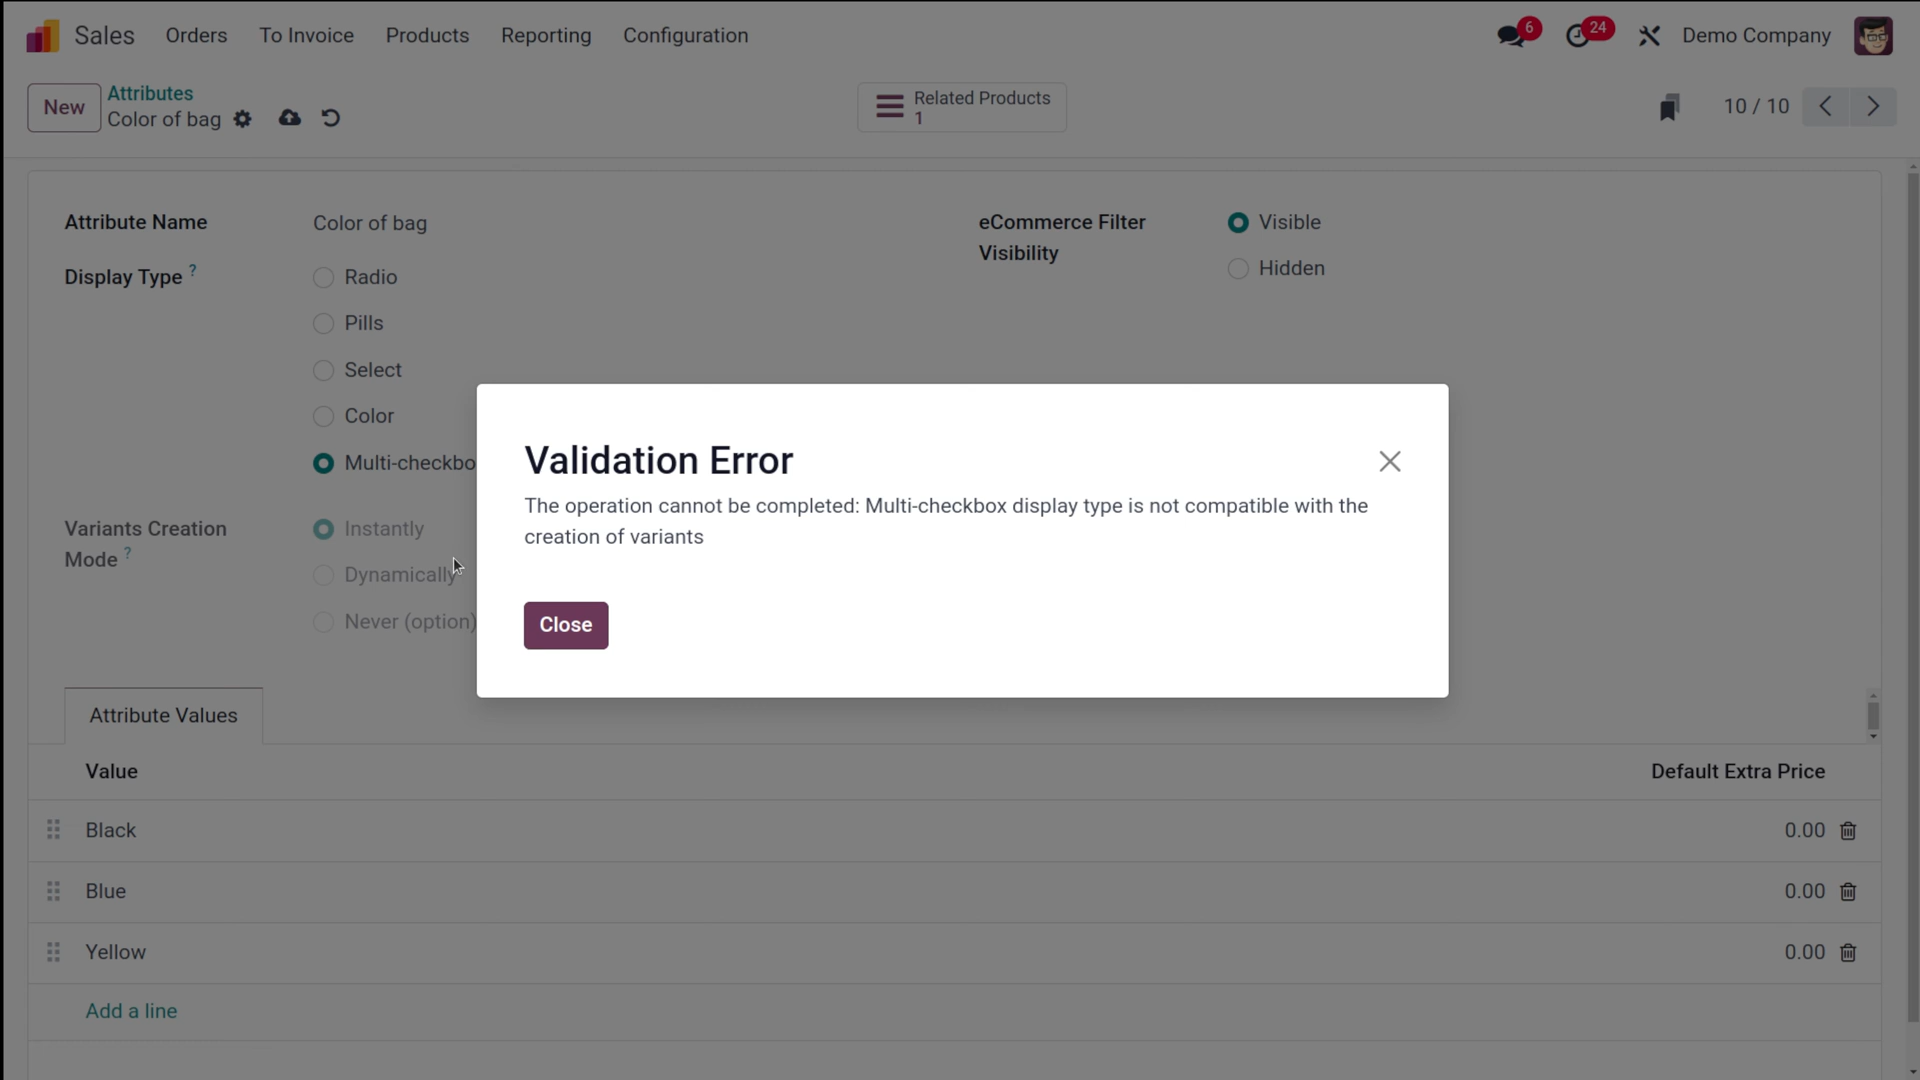 Sales Orders To Invoice Products Reporting Configuration 6 24 Demo Company
New Attributes
Color of bag
Related Products
1
10 / 10
Attribute Name Color of bag
eCommerce Filter
Visibility
Visible
Hidden
Display Type ? Radio
Pills
Select
Color
Multi-checkbo
Variants Creation
Mode ?
Instantly
Dynamically
Never (option)
Validation Error
The operation cannot be completed: Multi-checkbox display type is not compatible with the
creation of variants
Close
Attribute Values
Value Default Extra Price
Black 0.00
Blue 0.00
Yellow 0.00
Add a line